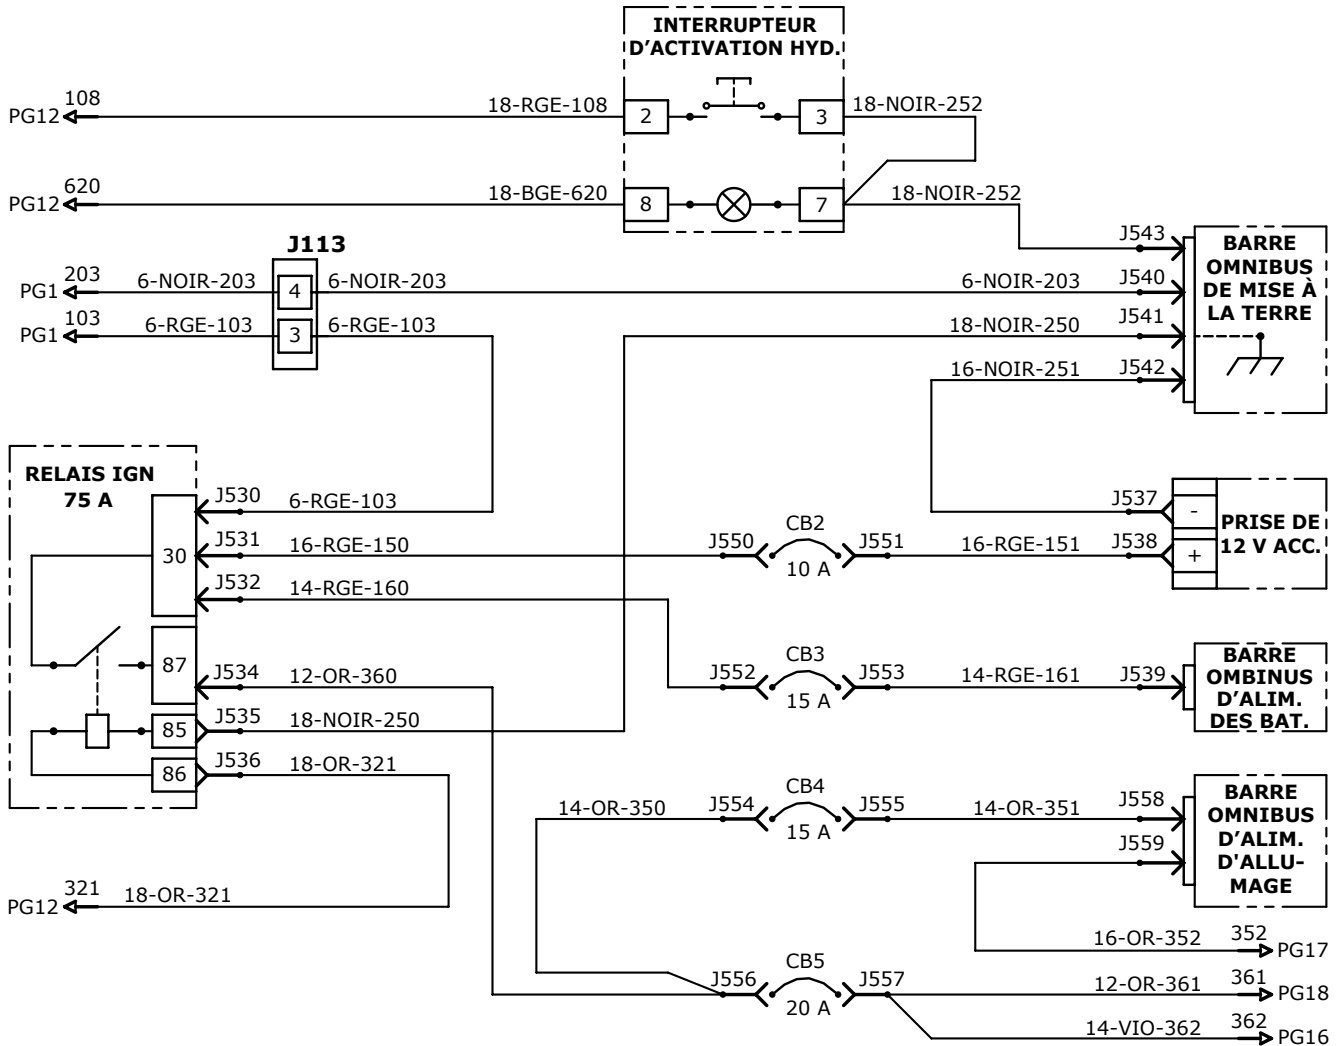 INTERRUPTEUR
D’ACTIVATION HYD.
108
PG12
18-RGE-108
2
3
18-NOIR-252
620
PG12
18-BGE-620
8
7
18-NOIR-252
J113
203
PG1
6-NOIR-203
4
6-NOIR-203
6-NOIR-203
103
PG1
6-RGE-103
3
6-RGE-103
18-NOIR-250
16-NOIR-251
J543
J540
J541
J542
BARRE
OMNIBUS
DE MISE À
LA TERRE
RELAIS IGN
75 A
30
87
85
86
J530
6-RGE-103
J531
16-RGE-150
J532
14-RGE-160
J534
12-OR-360
J535
18-NOIR-250
J536
18-OR-321
321
PG12
18-OR-321
J550
CB2
10 A
J551
16-RGE-151
J537
J538
-
+
PRISE DE
12 V ACC.
J552
CB3
15 A
J553
14-RGE-161
J539
BARRE
OMBINUS
D’ALIM.
DES BAT.
14-OR-350
J554
CB4
15 A
J555
14-OR-351
J558
J559
BARRE
OMNIBUS
D’ALIM.
D'ALLU-
MAGE
16-OR-352
352
PG17
J556
CB5
20 A
J557
12-OR-361
361
PG18
14-VIO-362
362
PG16